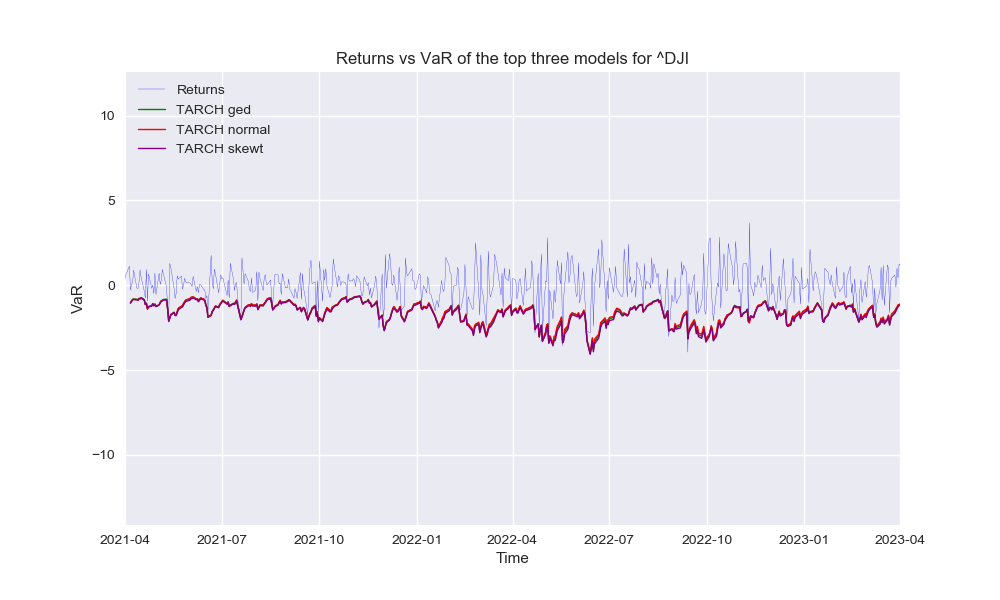 Returns vs VaR of the top three models for ^DJI
Returns
TARCH ged
TARCH normal
TARCH skewt
10
5
0
−5
−10
VaR
2021-04 2021-07 2021-10 2022-01 2022-04 2022-07 2022-10 2023-01 2023-04
Time